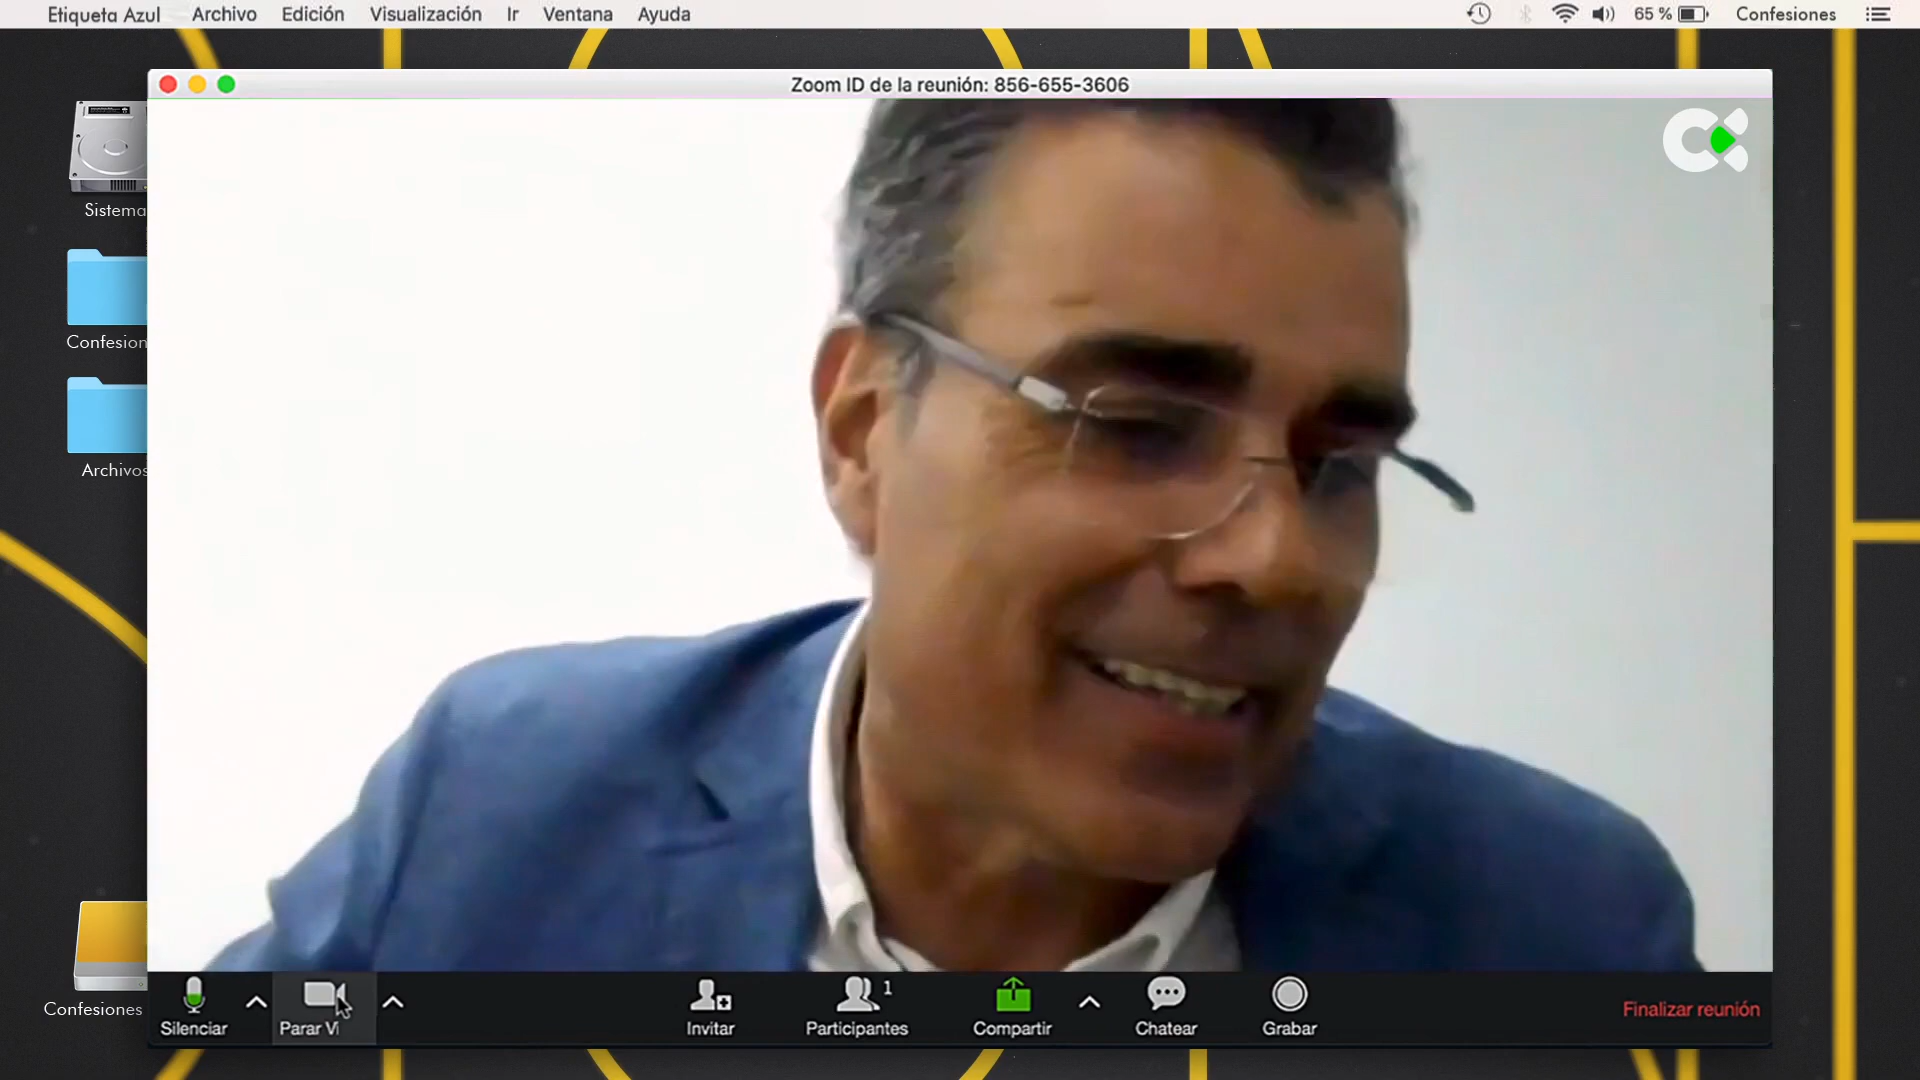 Etiqueta Azul Archivo Edición Visualización Ir Ventana Ayuda 65 % Confesiones
Zoom ID de la reunión: 856-655-3606
Sistema
Confesion
Archivos
Confesiones
1
Silenciar Parar Vi Invitar Participantes Compartir Chatear Grabar Finalizar reunión